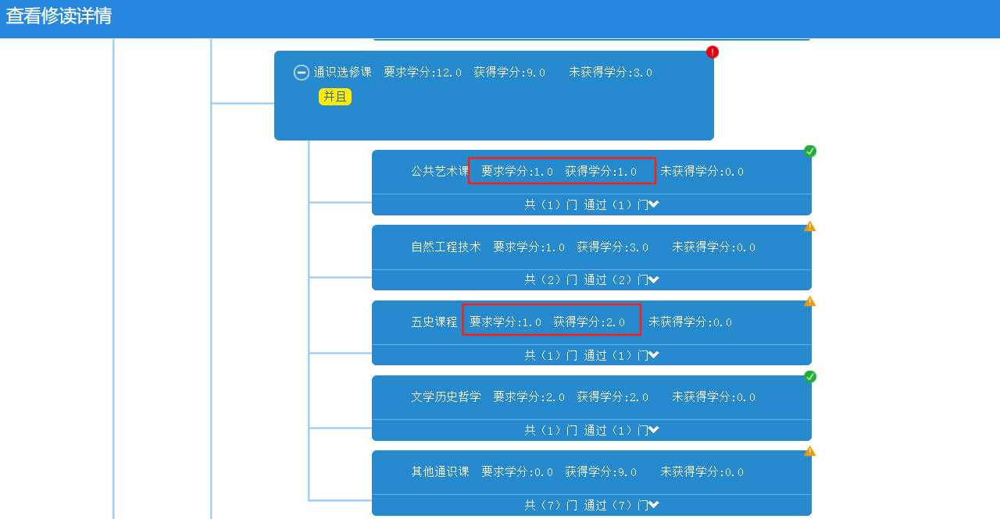 查看修读详情
通识选修课 要求学分:12.0 获得学分:9.0 未获得学分:3.0
并且
公共艺术课 要求学分:1.0 获得学分:1.0 未获得学分:0.0
共（1）门 通过（1）门
自然工程技术 要求学分:1.0 获得学分:3.0 未获得学分:0.0
共（2）门 通过（2）门
五史课程 要求学分:1.0 获得学分:2.0 未获得学分:0.0
共（1）门 通过（1）门
文学历史哲学 要求学分:2.0 获得学分:2.0 未获得学分:0.0
共（1）门 通过（1）门
其他通识课 要求学分:0.0 获得学分:9.0 未获得学分:0.0
共（7）门 通过（7）门